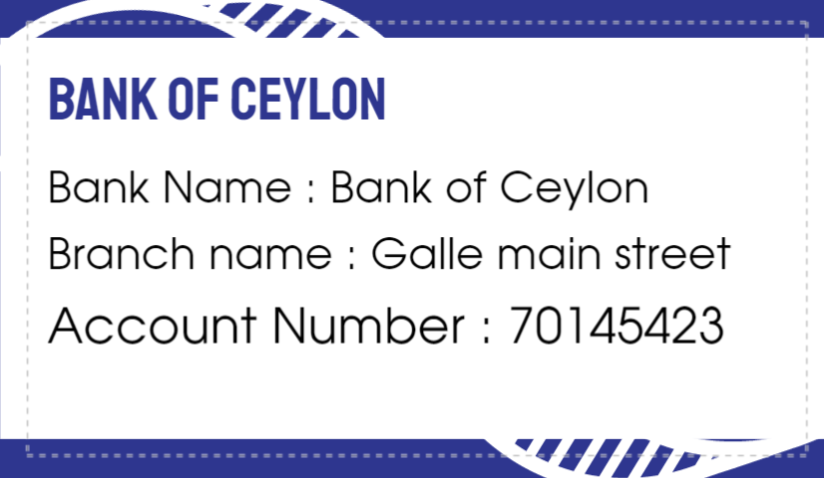 BANK OF CEYLON
Bank Name : Bank of Ceylon
Branch name : Galle main street
Account Number : 70145423